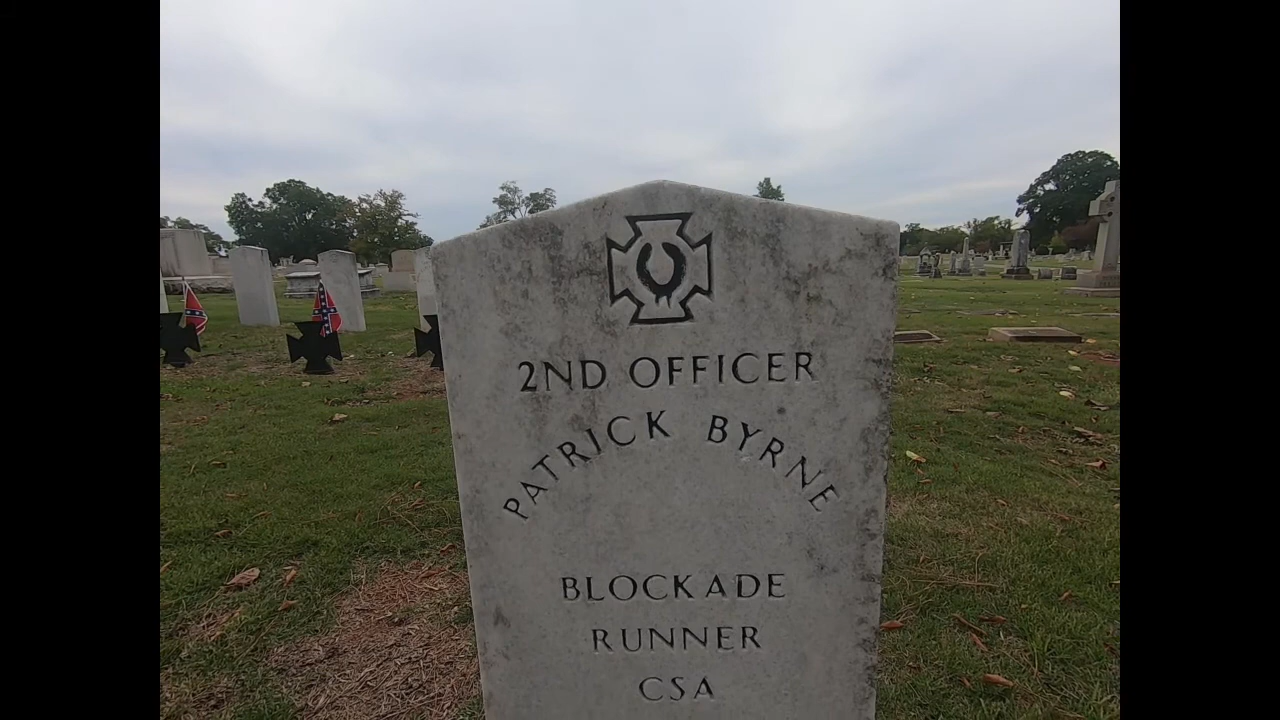 2ND OFFICER
PATRICK BYRNE
BLOCKADE
RUNNER
CSA